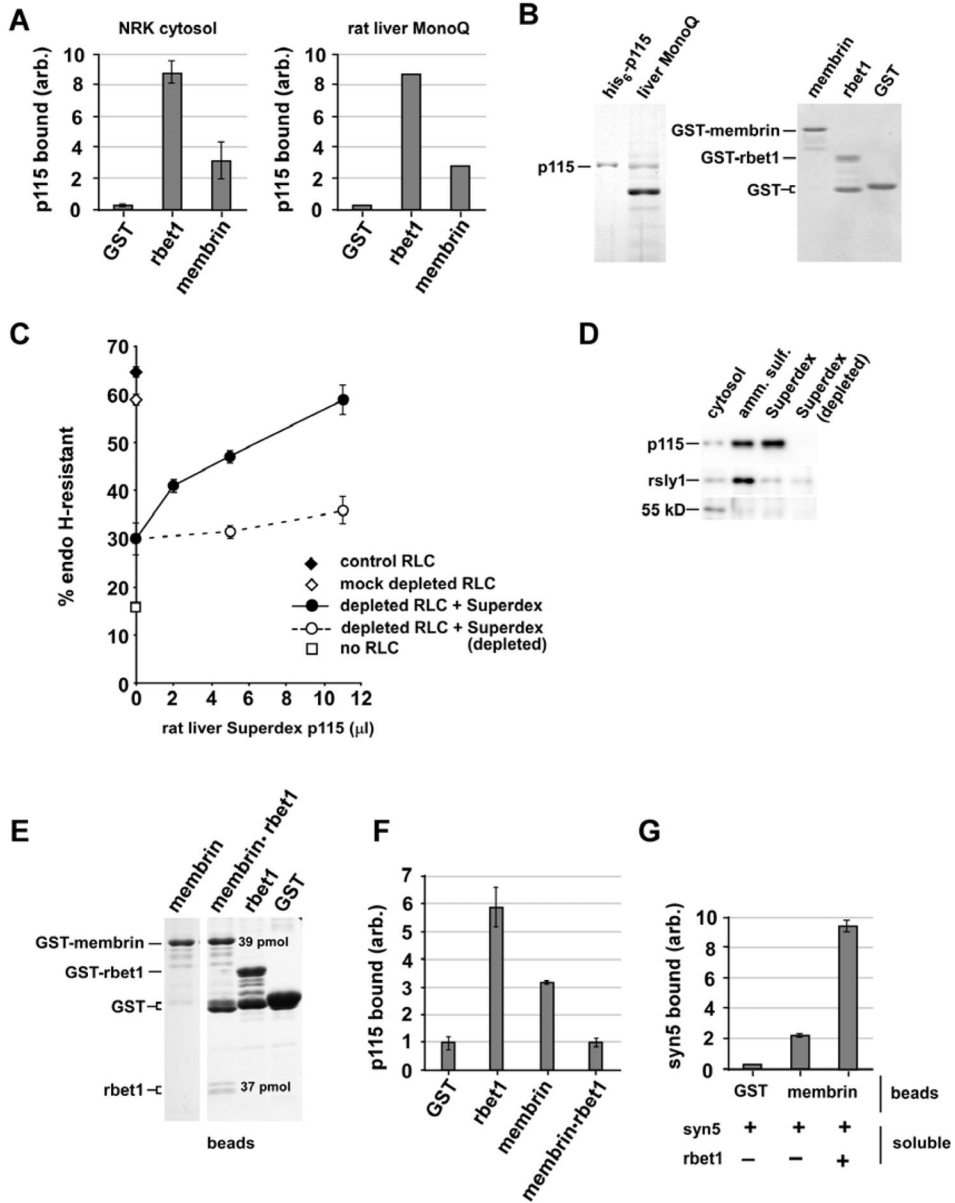 A
NRK cytosol
p115 bound (arb.)
10
8
6
4
2
0
GST
rbet1
membrin
rat liver MonoQ
p115 bound (arb.)
10
8
6
4
2
0
GST
rbet1
membrin
B
his6-p115
liver MonoQ
p115
membrin
rbet1
GST
GST-membrin
GST-rbet1
GST
C
% endo H-resistant
70
60
50
40
30
20
10
0
0 2 4 6 8 10 12
rat liver Superdex p115 (µl)
control RLC
mock depleted RLC
depleted RLC + Superdex
depleted RLC + Superdex
(depleted)
no RLC
D
cytosol
amm. sulf.
Superdex
Superdex
(depleted)
p115
rsly1
55 kD
E
membrin
membrin· rbet1
rbet1
GST
GST-membrin
39 pmol
GST-rbet1
GST
rbet1
37 pmol
beads
F
p115 bound (arb.)
7
6
5
4
3
2
1
0
GST
rbet1
membrin
membrin·rbet1
G
syn5 bound (arb.)
10
8
6
4
2
0
GST membrin beads
syn5 + + + soluble
rbet1 – – +